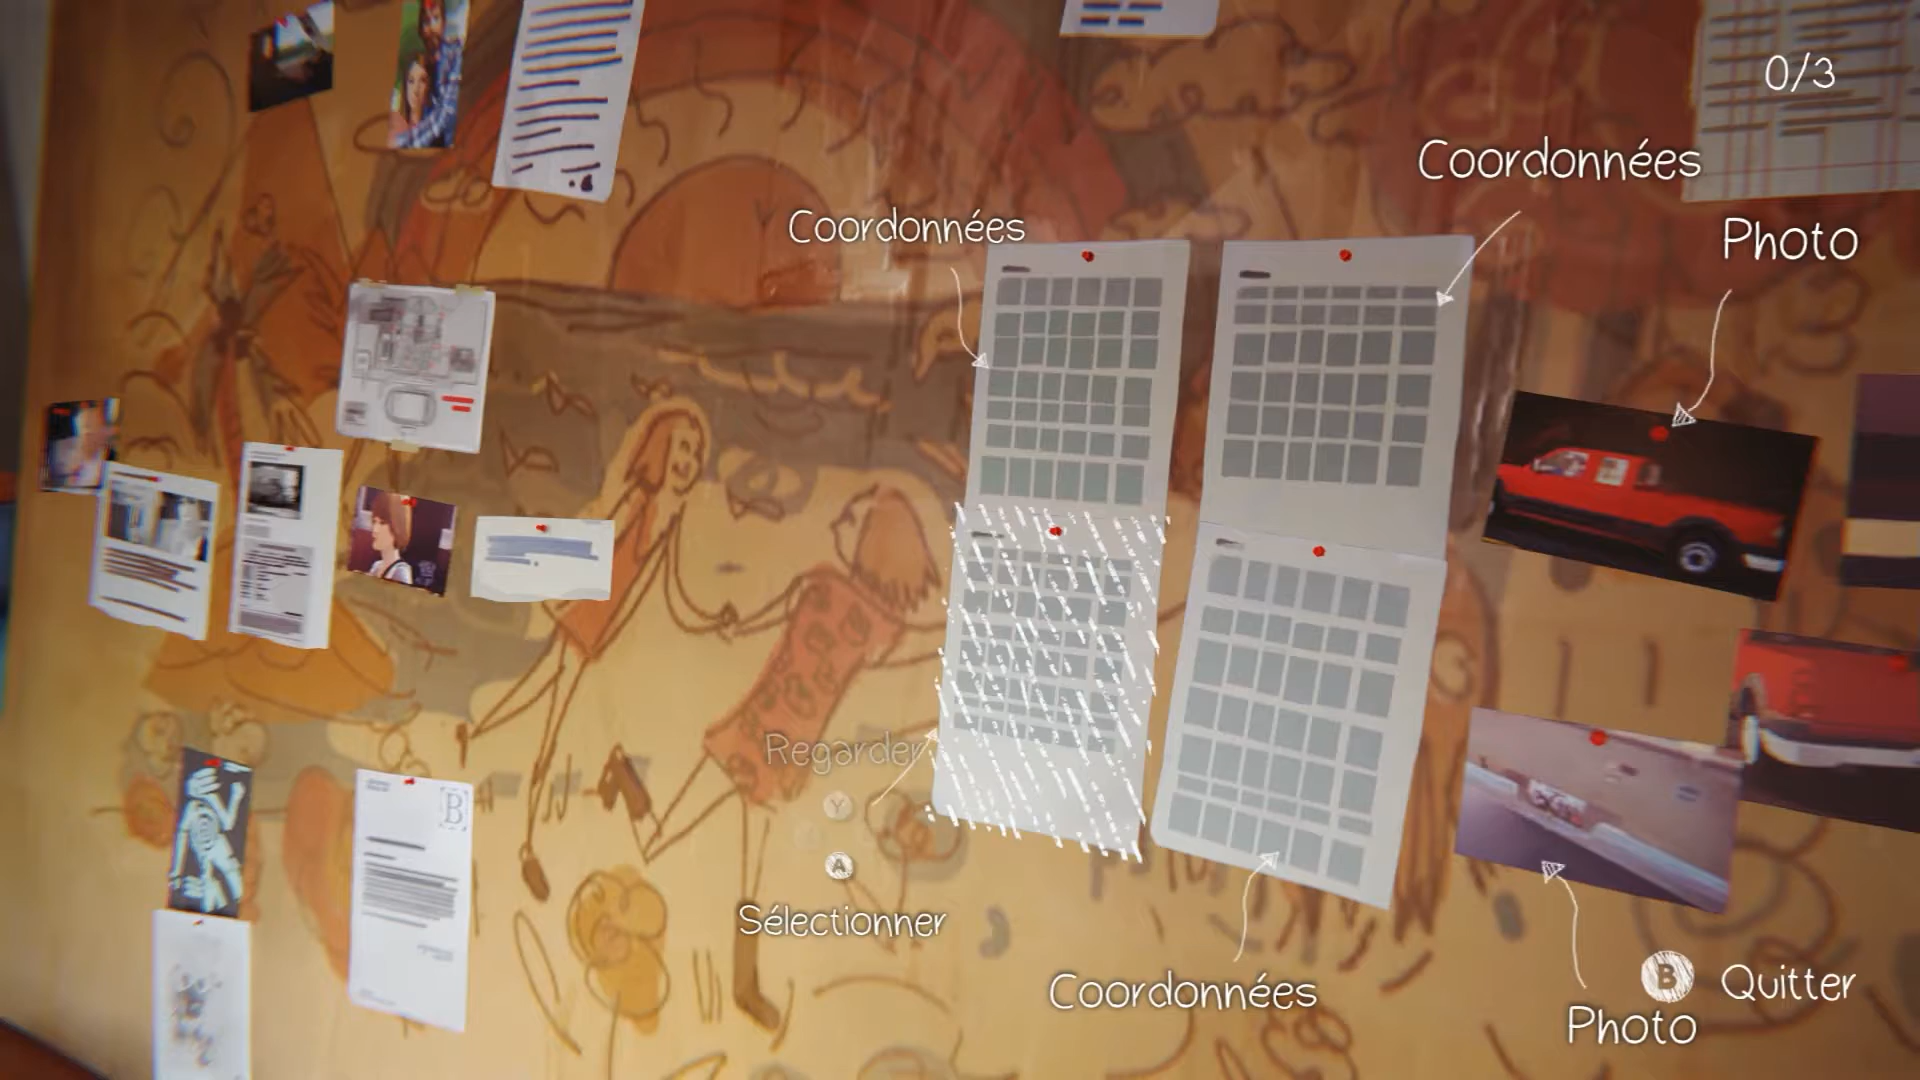 0/3
Coordonnées
Coordonnées
Photo
Regarder
Y
A
Sélectionner
B
Coordonnées
B
Quitter
Photo